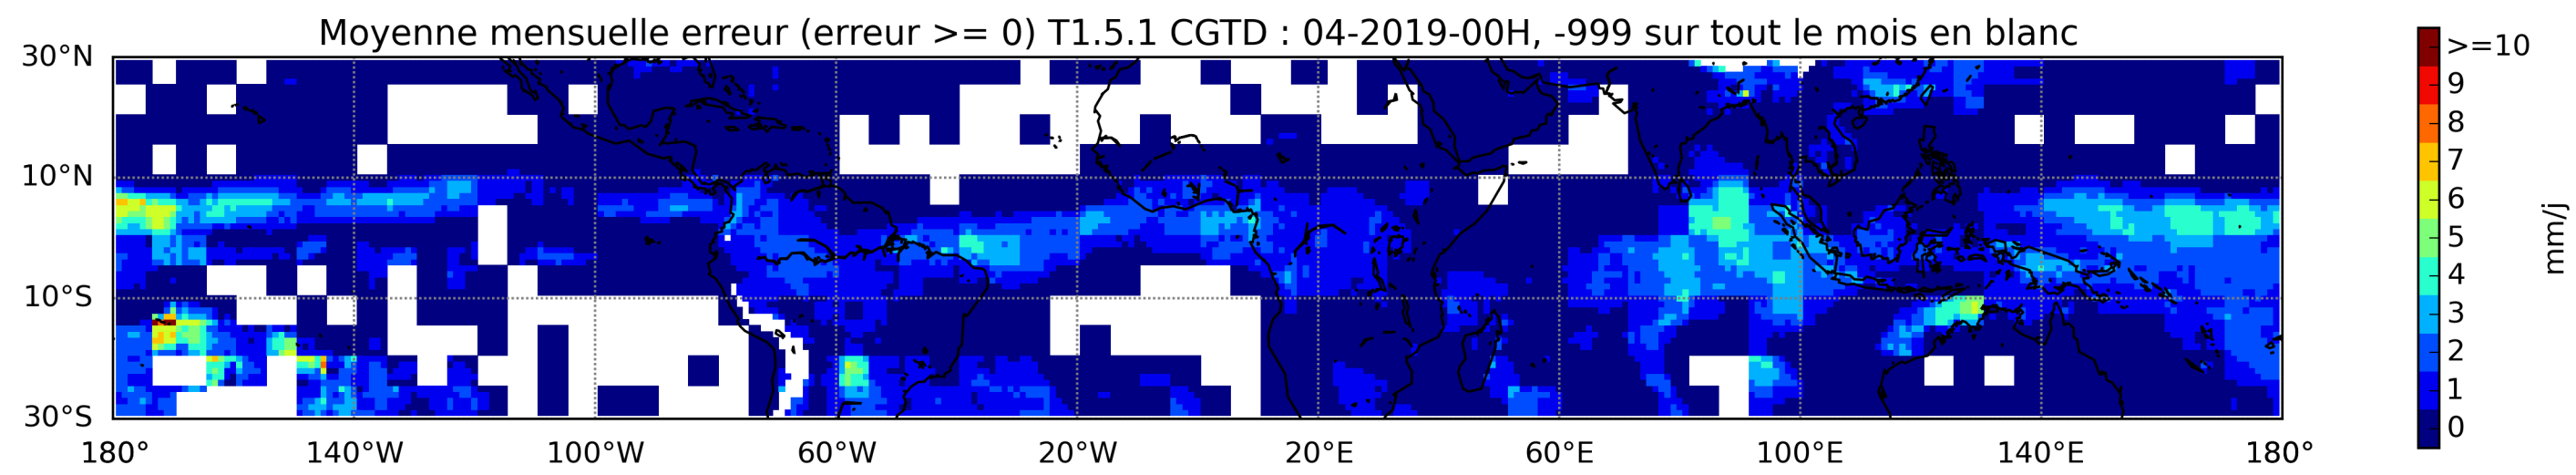 Moyenne mensuelle erreur (erreur >= 0) T1.5.1 CGTD : 04-2019-00H, -999 sur tout le mois en blanc
30°N
10°N
10°S
30°S
180° 140°W 100°W 60°W 20°W 20°E 60°E 100°E 140°E 180°
>=10
9
8
7
6
5
4
3
2
1
0
mm/j